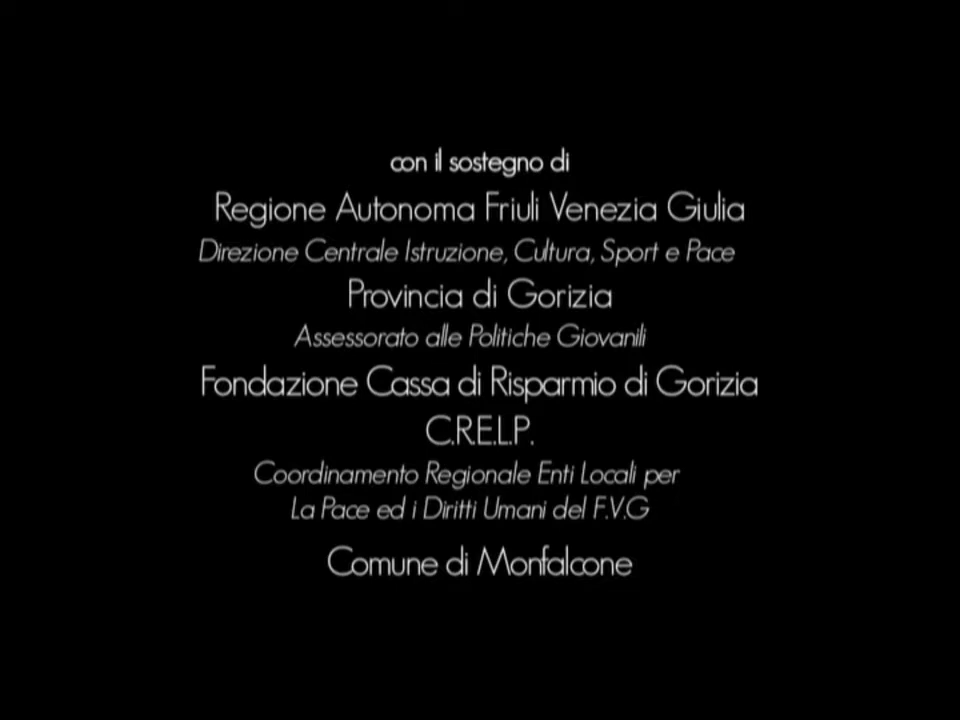 con il sostegno di
Regione Autonoma Friuli Venezia Giulia
Direzione Centrale Istruzione, Cultura, Sport e Pace
Provincia di Gorizia
Assessorato alle Politiche Giovanili
Fondazione Cassa di Risparmio di Gorizia
C.R.E.L.P.
Coordinamento Regionale Enti Locali per
La Pace ed i Diritti Umani del F.V.G
Comune di Monfalcone